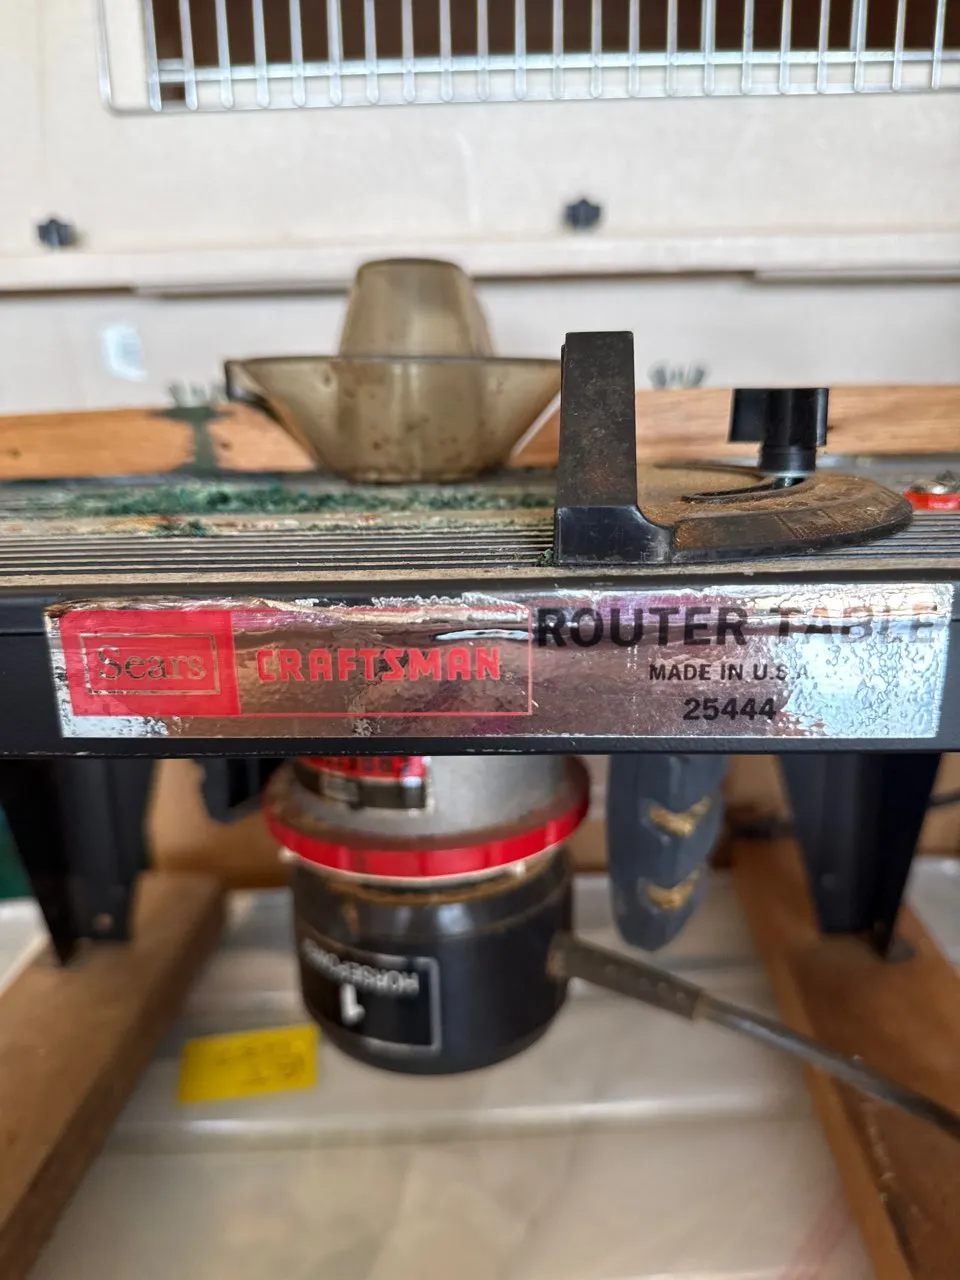 Sears
CRAFTSMAN
ROUTER TABLE
MADE IN U.S.A.
25444
1
HORSEPOWER